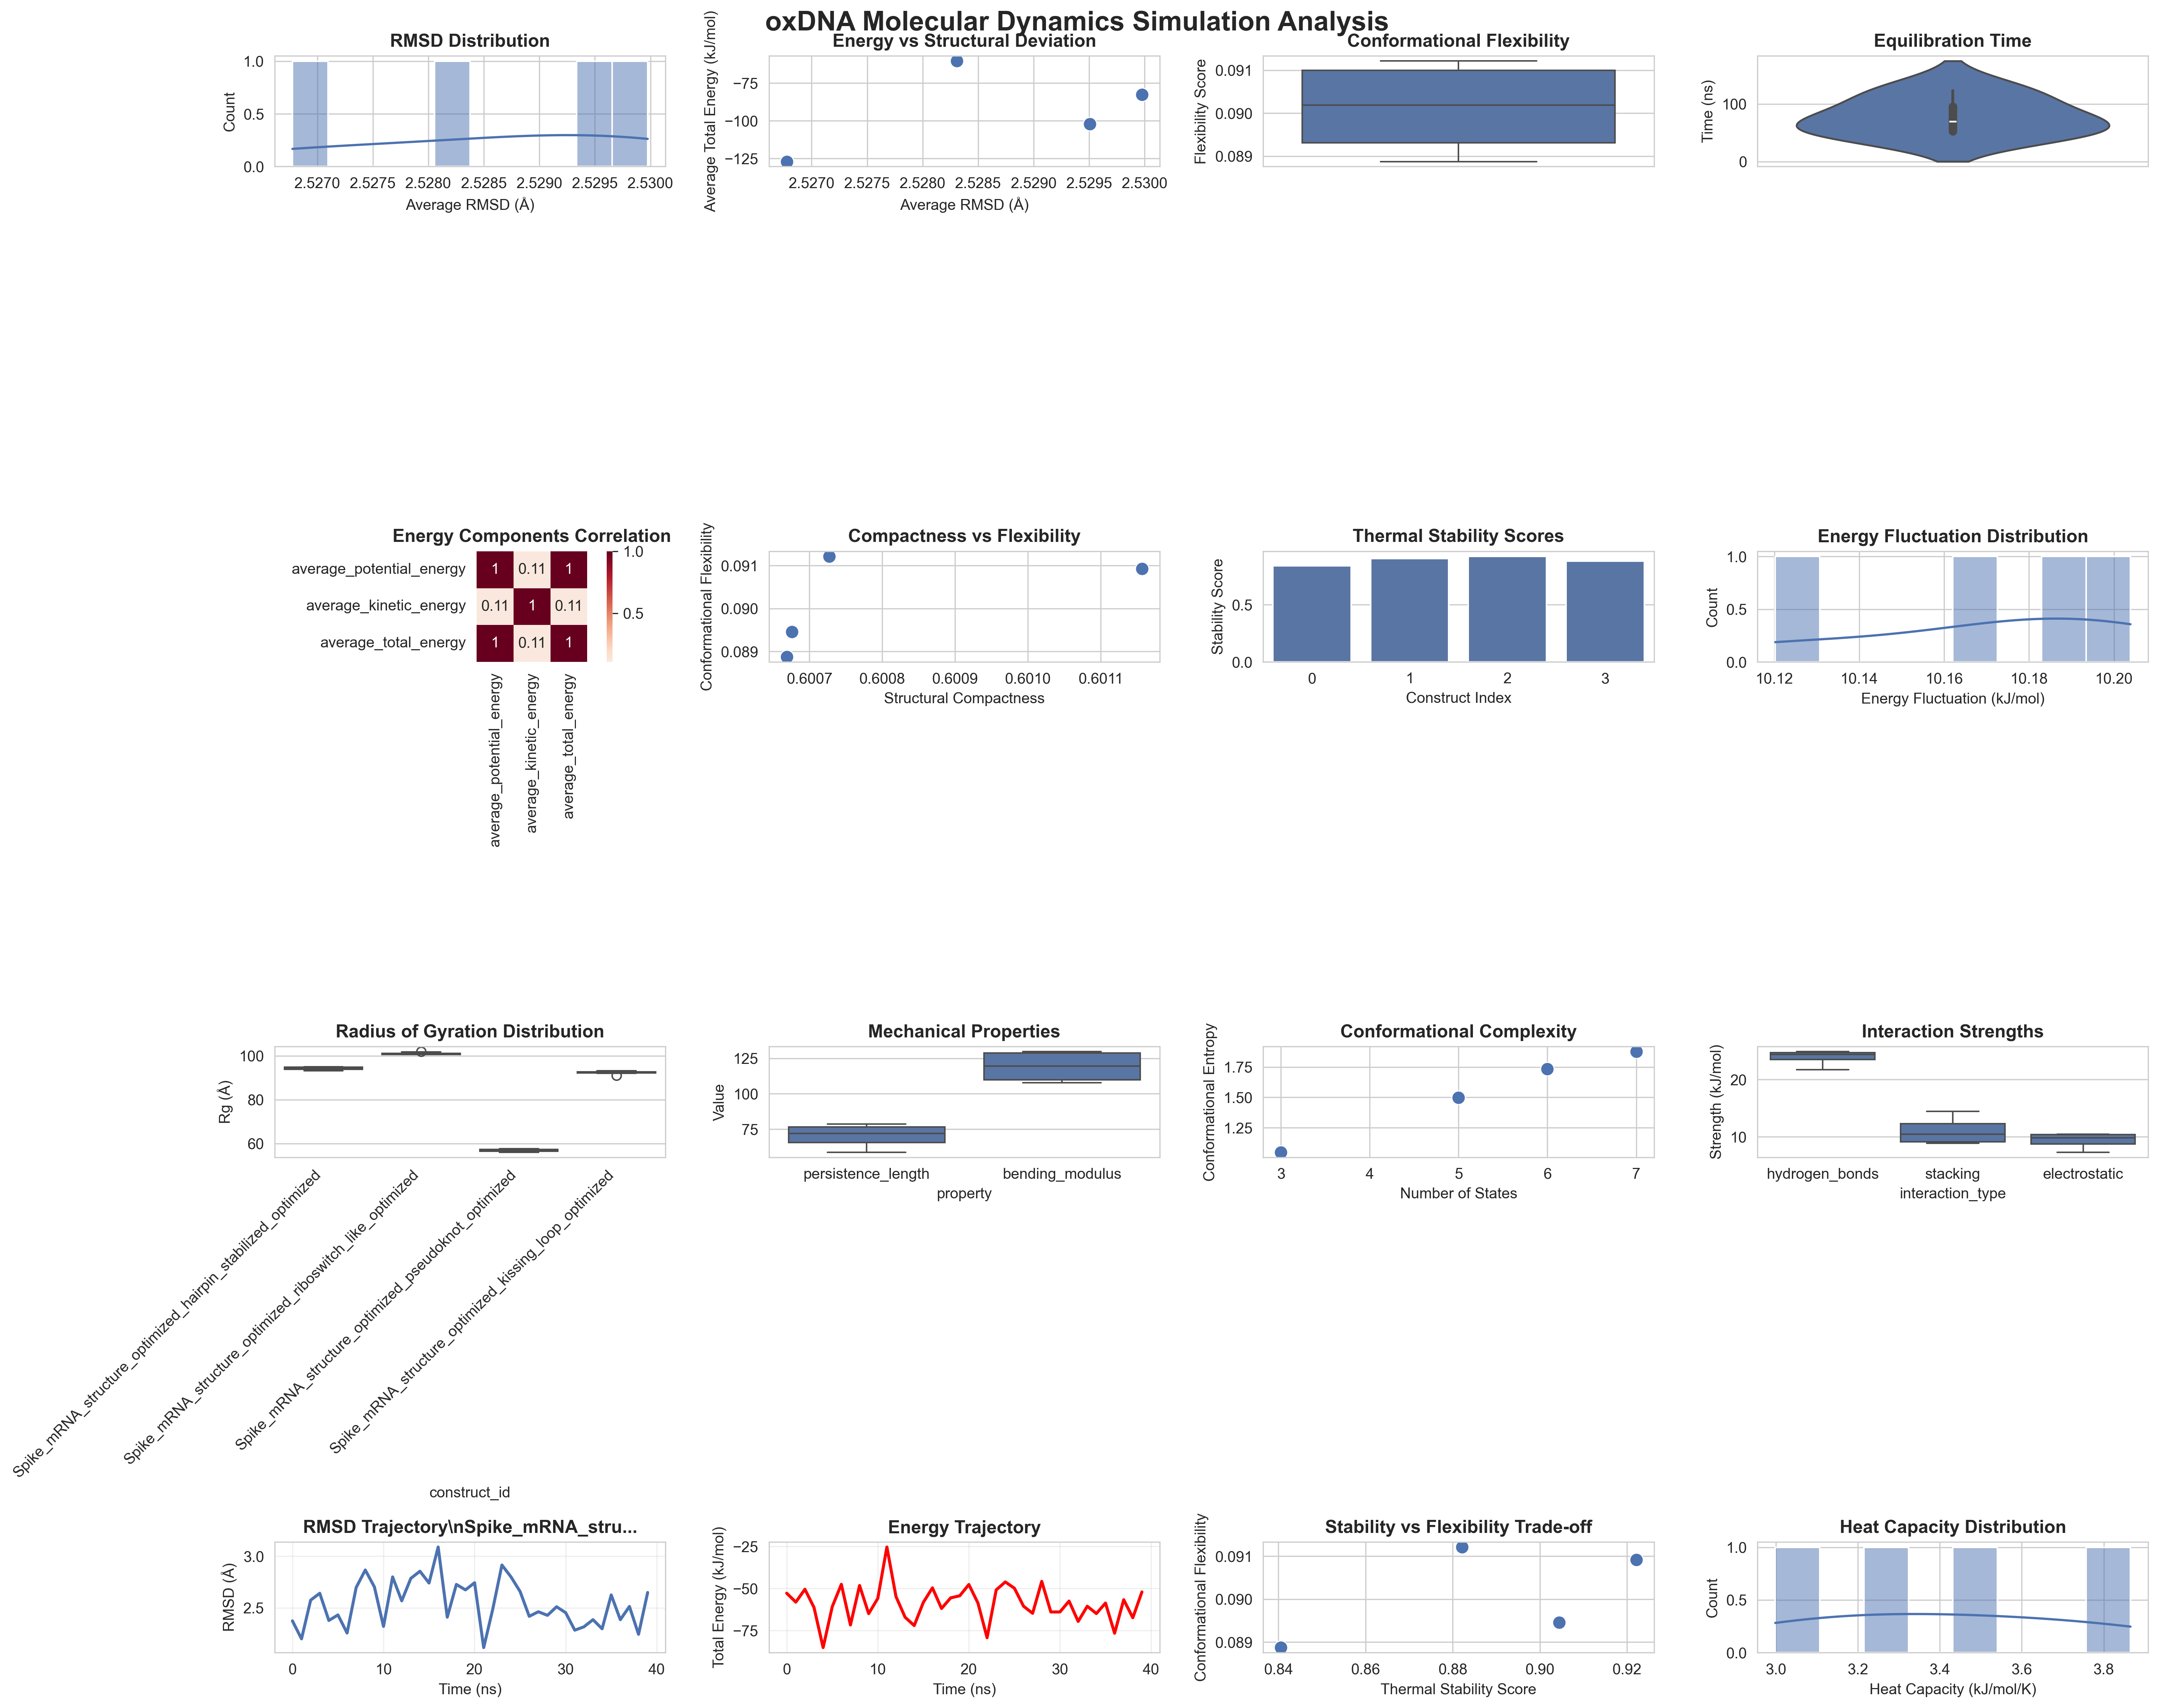 oxDNA Molecular Dynamics Simulation Analysis
RMSD Distribution
Count
1.0
0.5
0.0
2.5270 2.5275 2.5280 2.5285 2.5290 2.5295 2.5300
Average RMSD (Å)
Energy vs Structural Deviation
Average Total Energy (kJ/mol)
−75
−100
−125
2.5270 2.5275 2.5280 2.5285 2.5290 2.5295 2.5300
Average RMSD (Å)
Conformational Flexibility
Flexibility Score
0.091
0.090
0.089
Equilibration Time
Time (ns)
100
0
Energy Components Correlation
average_potential_energy
average_kinetic_energy
average_total_energy
1 0.11 1
0.11 1 0.11
1 0.11 1
1.0
0.5
average_potential_energy
average_kinetic_energy
average_total_energy
Compactness vs Flexibility
Conformational Flexibility
0.091
0.090
0.089
0.6007 0.6008 0.6009 0.6010 0.6011
Structural Compactness
Thermal Stability Scores
Stability Score
0.5
0.0
0 1 2 3
Construct Index
Energy Fluctuation Distribution
Count
1.0
0.5
0.0
10.12 10.14 10.16 10.18 10.20
Energy Fluctuation (kJ/mol)
Radius of Gyration Distribution
Rg (Å)
100
80
60
Spike_mRNA_structure_optimized_hairpin_stabilized_optimized
Spike_mRNA_structure_optimized_riboswitch_like_optimized
Spike_mRNA_structure_optimized_pseudoknot_optimized
Spike_mRNA_structure_optimized_kissing_loop_optimized
construct_id
Mechanical Properties
Value
125
100
75
persistence_length bending_modulus
property
Conformational Complexity
Conformational Entropy
1.75
1.50
1.25
3 4 5 6 7
Number of States
Interaction Strengths
Strength (kJ/mol)
20
10
hydrogen_bonds stacking electrostatic
interaction_type
RMSD Trajectory\nSpike_mRNA_stru...
RMSD (Å)
3.0
2.5
0 10 20 30 40
Time (ns)
Energy Trajectory
Total Energy (kJ/mol)
−25
−50
−75
0 10 20 30 40
Time (ns)
Stability vs Flexibility Trade-off
Conformational Flexibility
0.091
0.090
0.089
0.84 0.86 0.88 0.90 0.92
Thermal Stability Score
Heat Capacity Distribution
Count
1.0
0.5
0.0
3.0 3.2 3.4 3.6 3.8
Heat Capacity (kJ/mol/K)